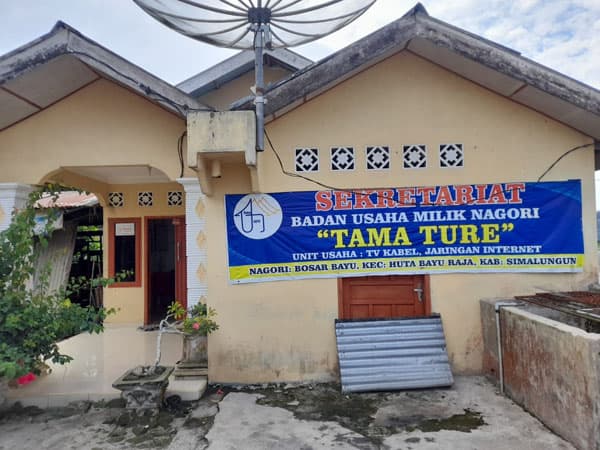 SEKRETARIAT
BADAN USAHA MILIK NAGORI
"TAMA TURE"
UNIT USAHA : TV KABEL, JARINGAN INTERNET
NAGORI: BOSAR BAYU, KEC: HUTA BAYU RAJA, KAB: SIMALUNGUN